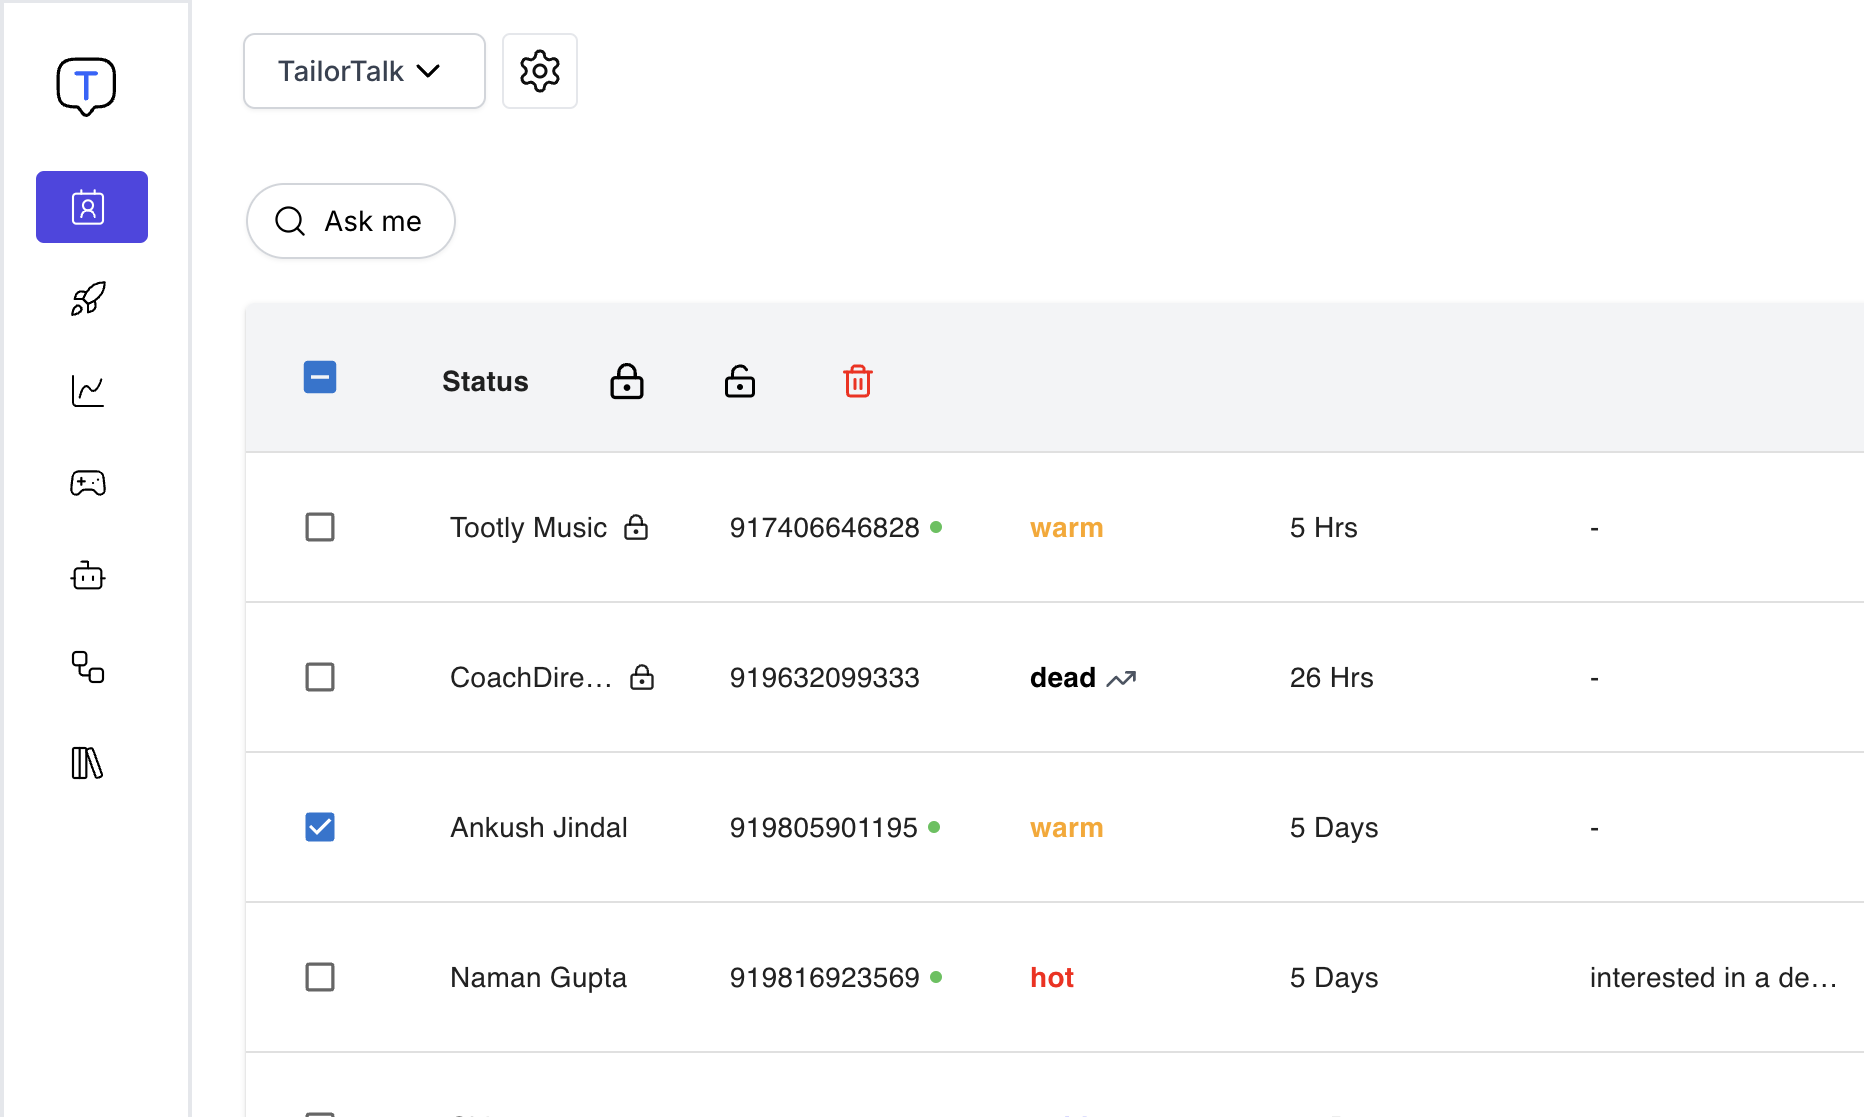 T
TailorTalk
Ask me
Status
Tootly Music 917406646828 warm 5 Hrs -
CoachDire... 919632099333 dead 26 Hrs -
Ankush Jindal 919805901195 warm 5 Days -
Naman Gupta 919816923569 hot 5 Days interested in a de...